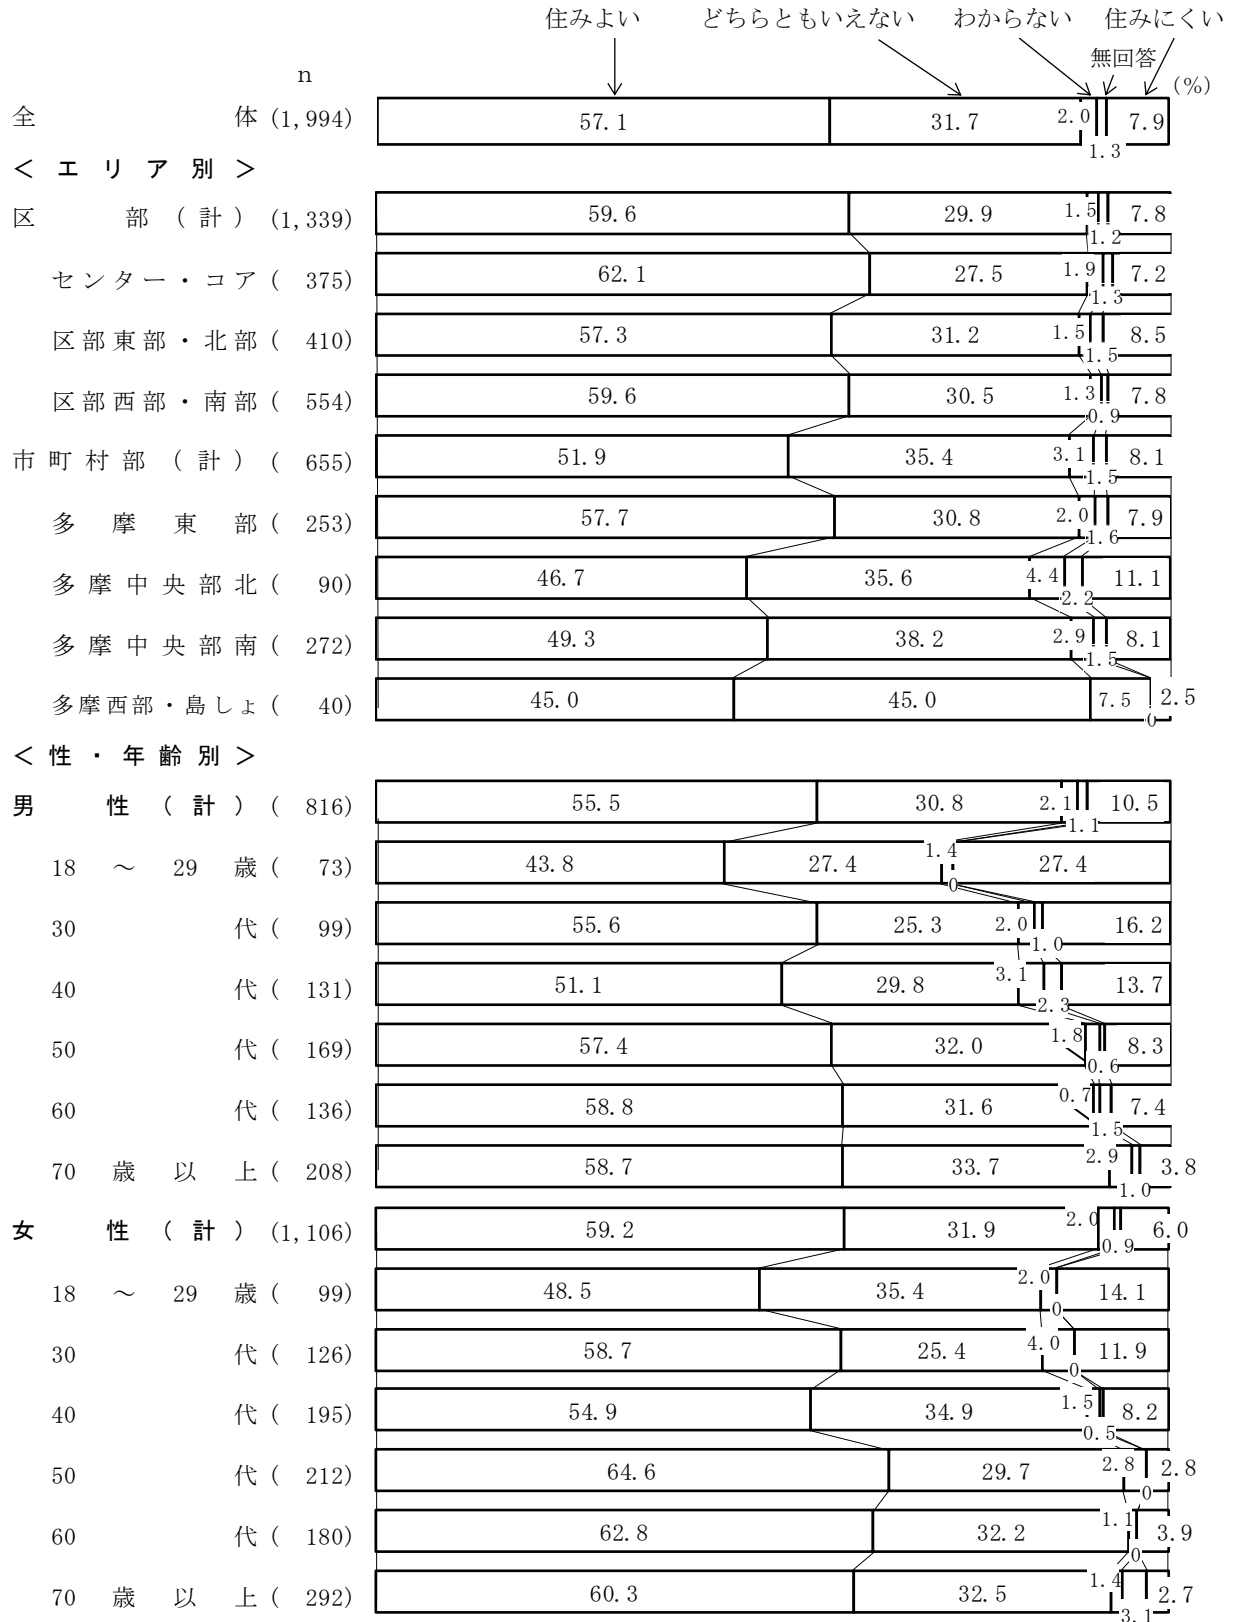 住みよい どちらともいえない わからない 住みにくい
無回答
n (%)
全体 (1,994) 57.1 31.7 2.0 1.3 7.9
＜エリア別＞
区部（計） (1,339) 59.6 29.9 1.5 1.2 7.8
センター・コア ( 375) 62.1 27.5 1.9 1.3 7.2
区部東部・北部 ( 410) 57.3 31.2 1.5 1.5 8.5
区部西部・南部 ( 554) 59.6 30.5 1.3 0.9 7.8
市町村部（計） ( 655) 51.9 35.4 3.1 1.5 8.1
多摩東部 ( 253) 57.7 30.8 2.0 1.6 7.9
多摩中央部北 ( 90) 46.7 35.6 4.4 2.2 11.1
多摩中央部南 ( 272) 49.3 38.2 2.9 1.5 8.1
多摩西部・島しょ ( 40) 45.0 45.0 7.5 0 2.5
＜性・年齢別＞
男性（計） ( 816) 55.5 30.8 2.1 1.1 10.5
18～29歳 ( 73) 43.8 27.4 1.4 0 27.4
30代 ( 99) 55.6 25.3 2.0 1.0 16.2
40代 ( 131) 51.1 29.8 3.1 2.3 13.7
50代 ( 169) 57.4 32.0 1.8 0.6 8.3
60代 ( 136) 58.8 31.6 0.7 1.5 7.4
70歳以上 ( 208) 58.7 33.7 2.9 1.0 3.8
女性（計） (1,106) 59.2 31.9 2.0 0.9 6.0
18～29歳 ( 99) 48.5 35.4 2.0 0 14.1
30代 ( 126) 58.7 25.4 4.0 0 11.9
40代 ( 195) 54.9 34.9 1.5 0.5 8.2
50代 ( 212) 64.6 29.7 2.8 0 2.8
60代 ( 180) 62.8 32.2 1.1 0 3.9
70歳以上 ( 292) 60.3 32.5 1.4 3.1 2.7